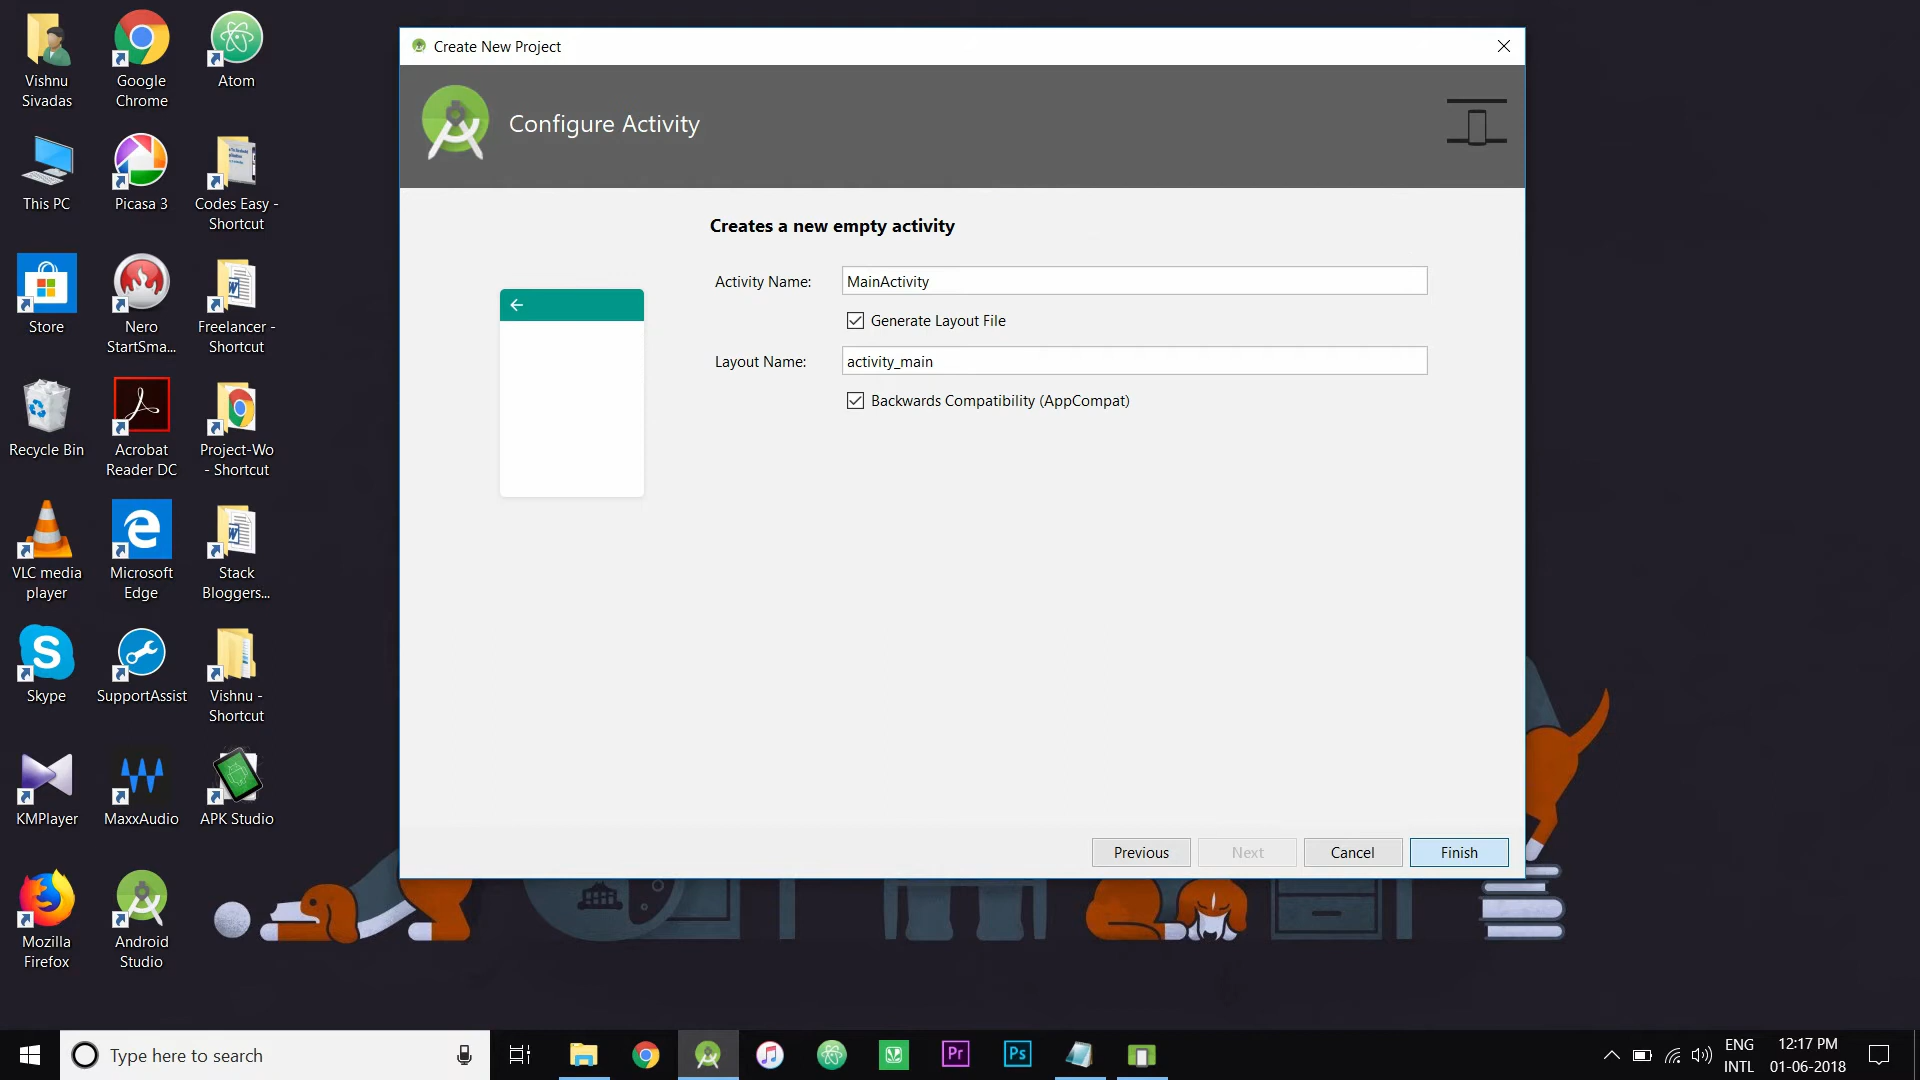 Vishnu
Sivadas
Google
Chrome
Atom
This PC
Picasa 3
Codes Easy -
Shortcut
Store
Nero
StartSma...
Freelancer -
Shortcut
Recycle Bin
Acrobat
Reader DC
Project-Wo
- Shortcut
VLC media
player
Microsoft
Edge
Stack
Bloggers...
Skype
SupportAssist
Vishnu -
Shortcut
KMPlayer
MaxxAudio
APK Studio
Mozilla
Firefox
Android
Studio
Create New Project
Configure Activity
Creates a new empty activity
Activity Name:
MainActivity
Generate Layout File
Layout Name:
activity_main
Backwards Compatibility (AppCompat)
Previous
Next
Cancel
Finish
Type here to search
Pr
Ps
ENG
INTL
12:17 PM
01-06-2018